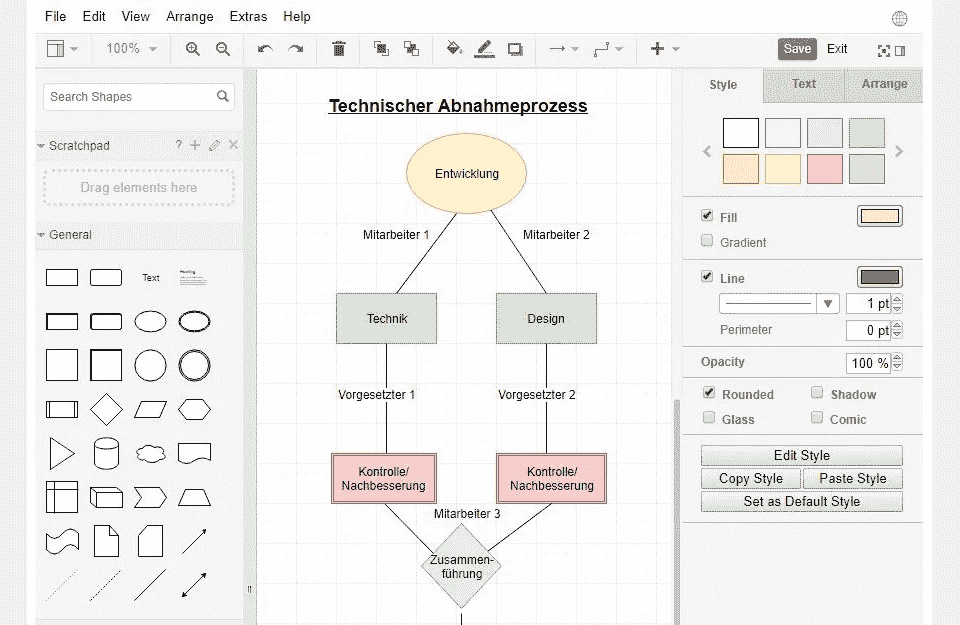 File Edit View Arrange Extras Help
100%
Save Exit
Search Shapes
Scratchpad ?
Drag elements here
General
Text
Heading
Technischer Abnahmeprozess
Entwicklung
Mitarbeiter 1
Mitarbeiter 2
Technik
Design
Vorgesetzter 1
Vorgesetzter 2
Kontrolle/
Nachbesserung
Kontrolle/
Nachbesserung
Mitarbeiter 3
Zusammen-
führung
Style Text Arrange
Fill
Gradient
Line
1 pt
Perimeter 0 pt
Opacity 100 %
Rounded Shadow
Glass Comic
Edit Style
Copy Style Paste Style
Set as Default Style